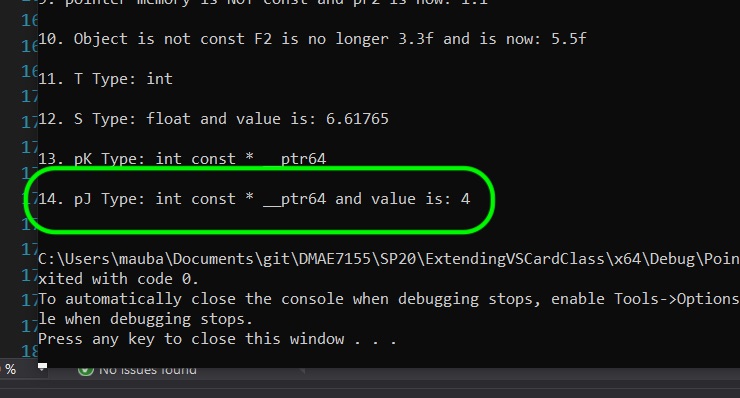 9. pointer memory is NOT const and pF2 is now: 1.1
10. Object is not const F2 is no longer 3.3f and is now: 5.5f
11. T Type: int
12. S Type: float and value is: 6.61765
13. pK Type: int const * __ptr64
14. pJ Type: int const * __ptr64 and value is: 4
C:\Users\mauba\Documents\git\DMAE7155\SP20\ExtendingVSCardClass\x64\Debug\Poin
xited with code 0.
To automatically close the console when debugging stops, enable Tools->Options
le when debugging stops.
Press any key to close this window . . .
%
No issues found